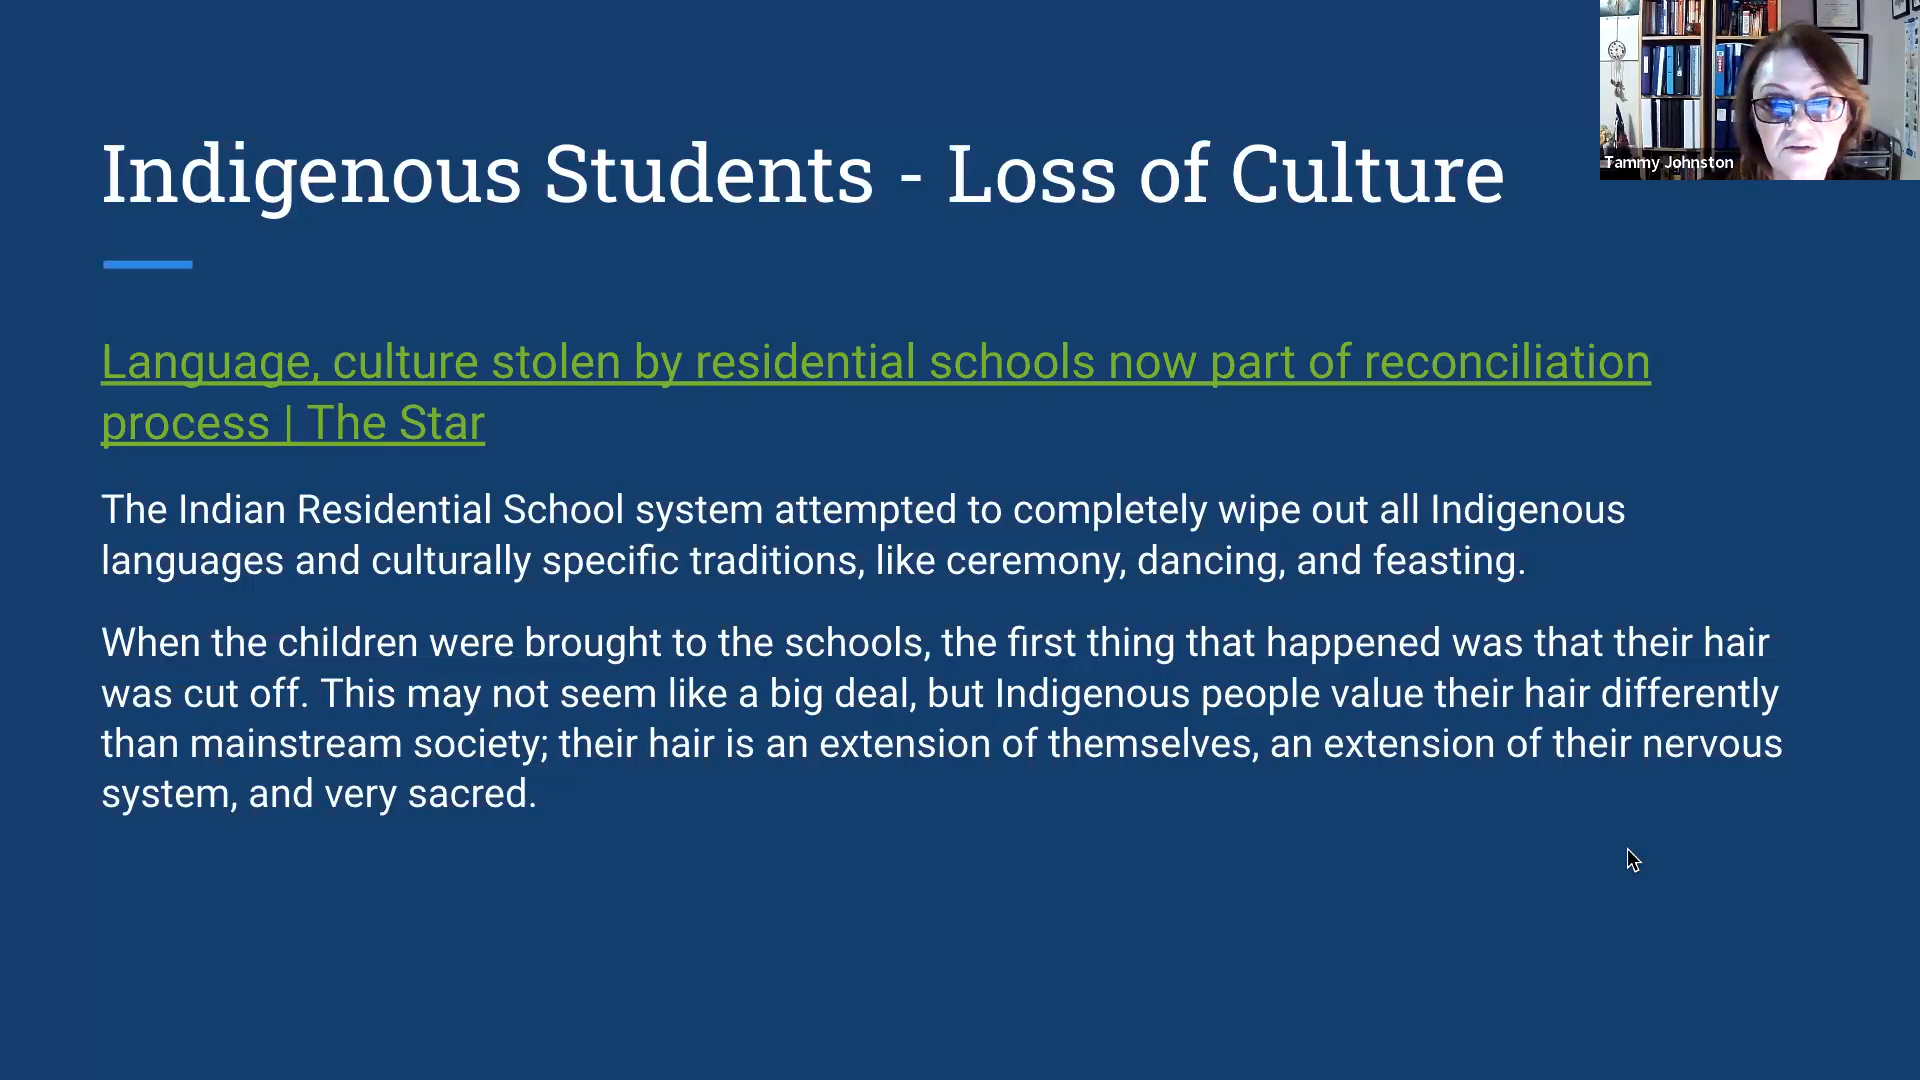 Indigenous Students - Loss of Culture
Tammy Johnston
Language, culture stolen by residential schools now part of reconciliation
process | The Star
The Indian Residential School system attempted to completely wipe out all Indigenous
languages and culturally specific traditions, like ceremony, dancing, and feasting.
When the children were brought to the schools, the first thing that happened was that their hair
was cut off. This may not seem like a big deal, but Indigenous people value their hair differently
than mainstream society; their hair is an extension of themselves, an extension of their nervous
system, and very sacred.